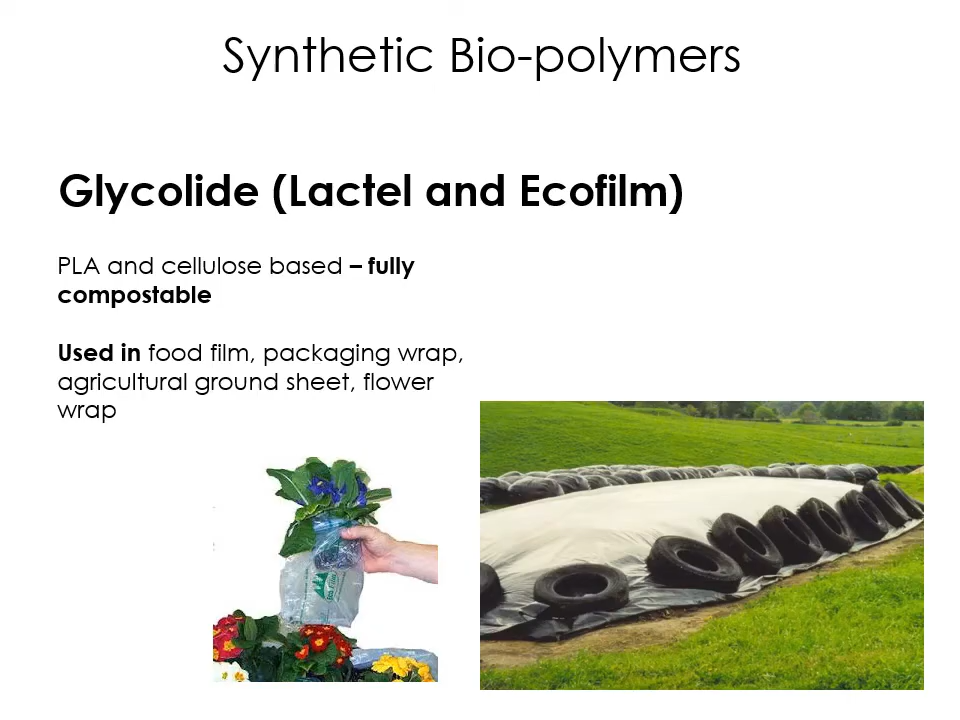 Synthetic Bio-polymers
Glycolide (Lactel and Ecofilm)
PLA and cellulose based – fully
compostable
Used in food film, packaging wrap,
agricultural ground sheet, flower
wrap